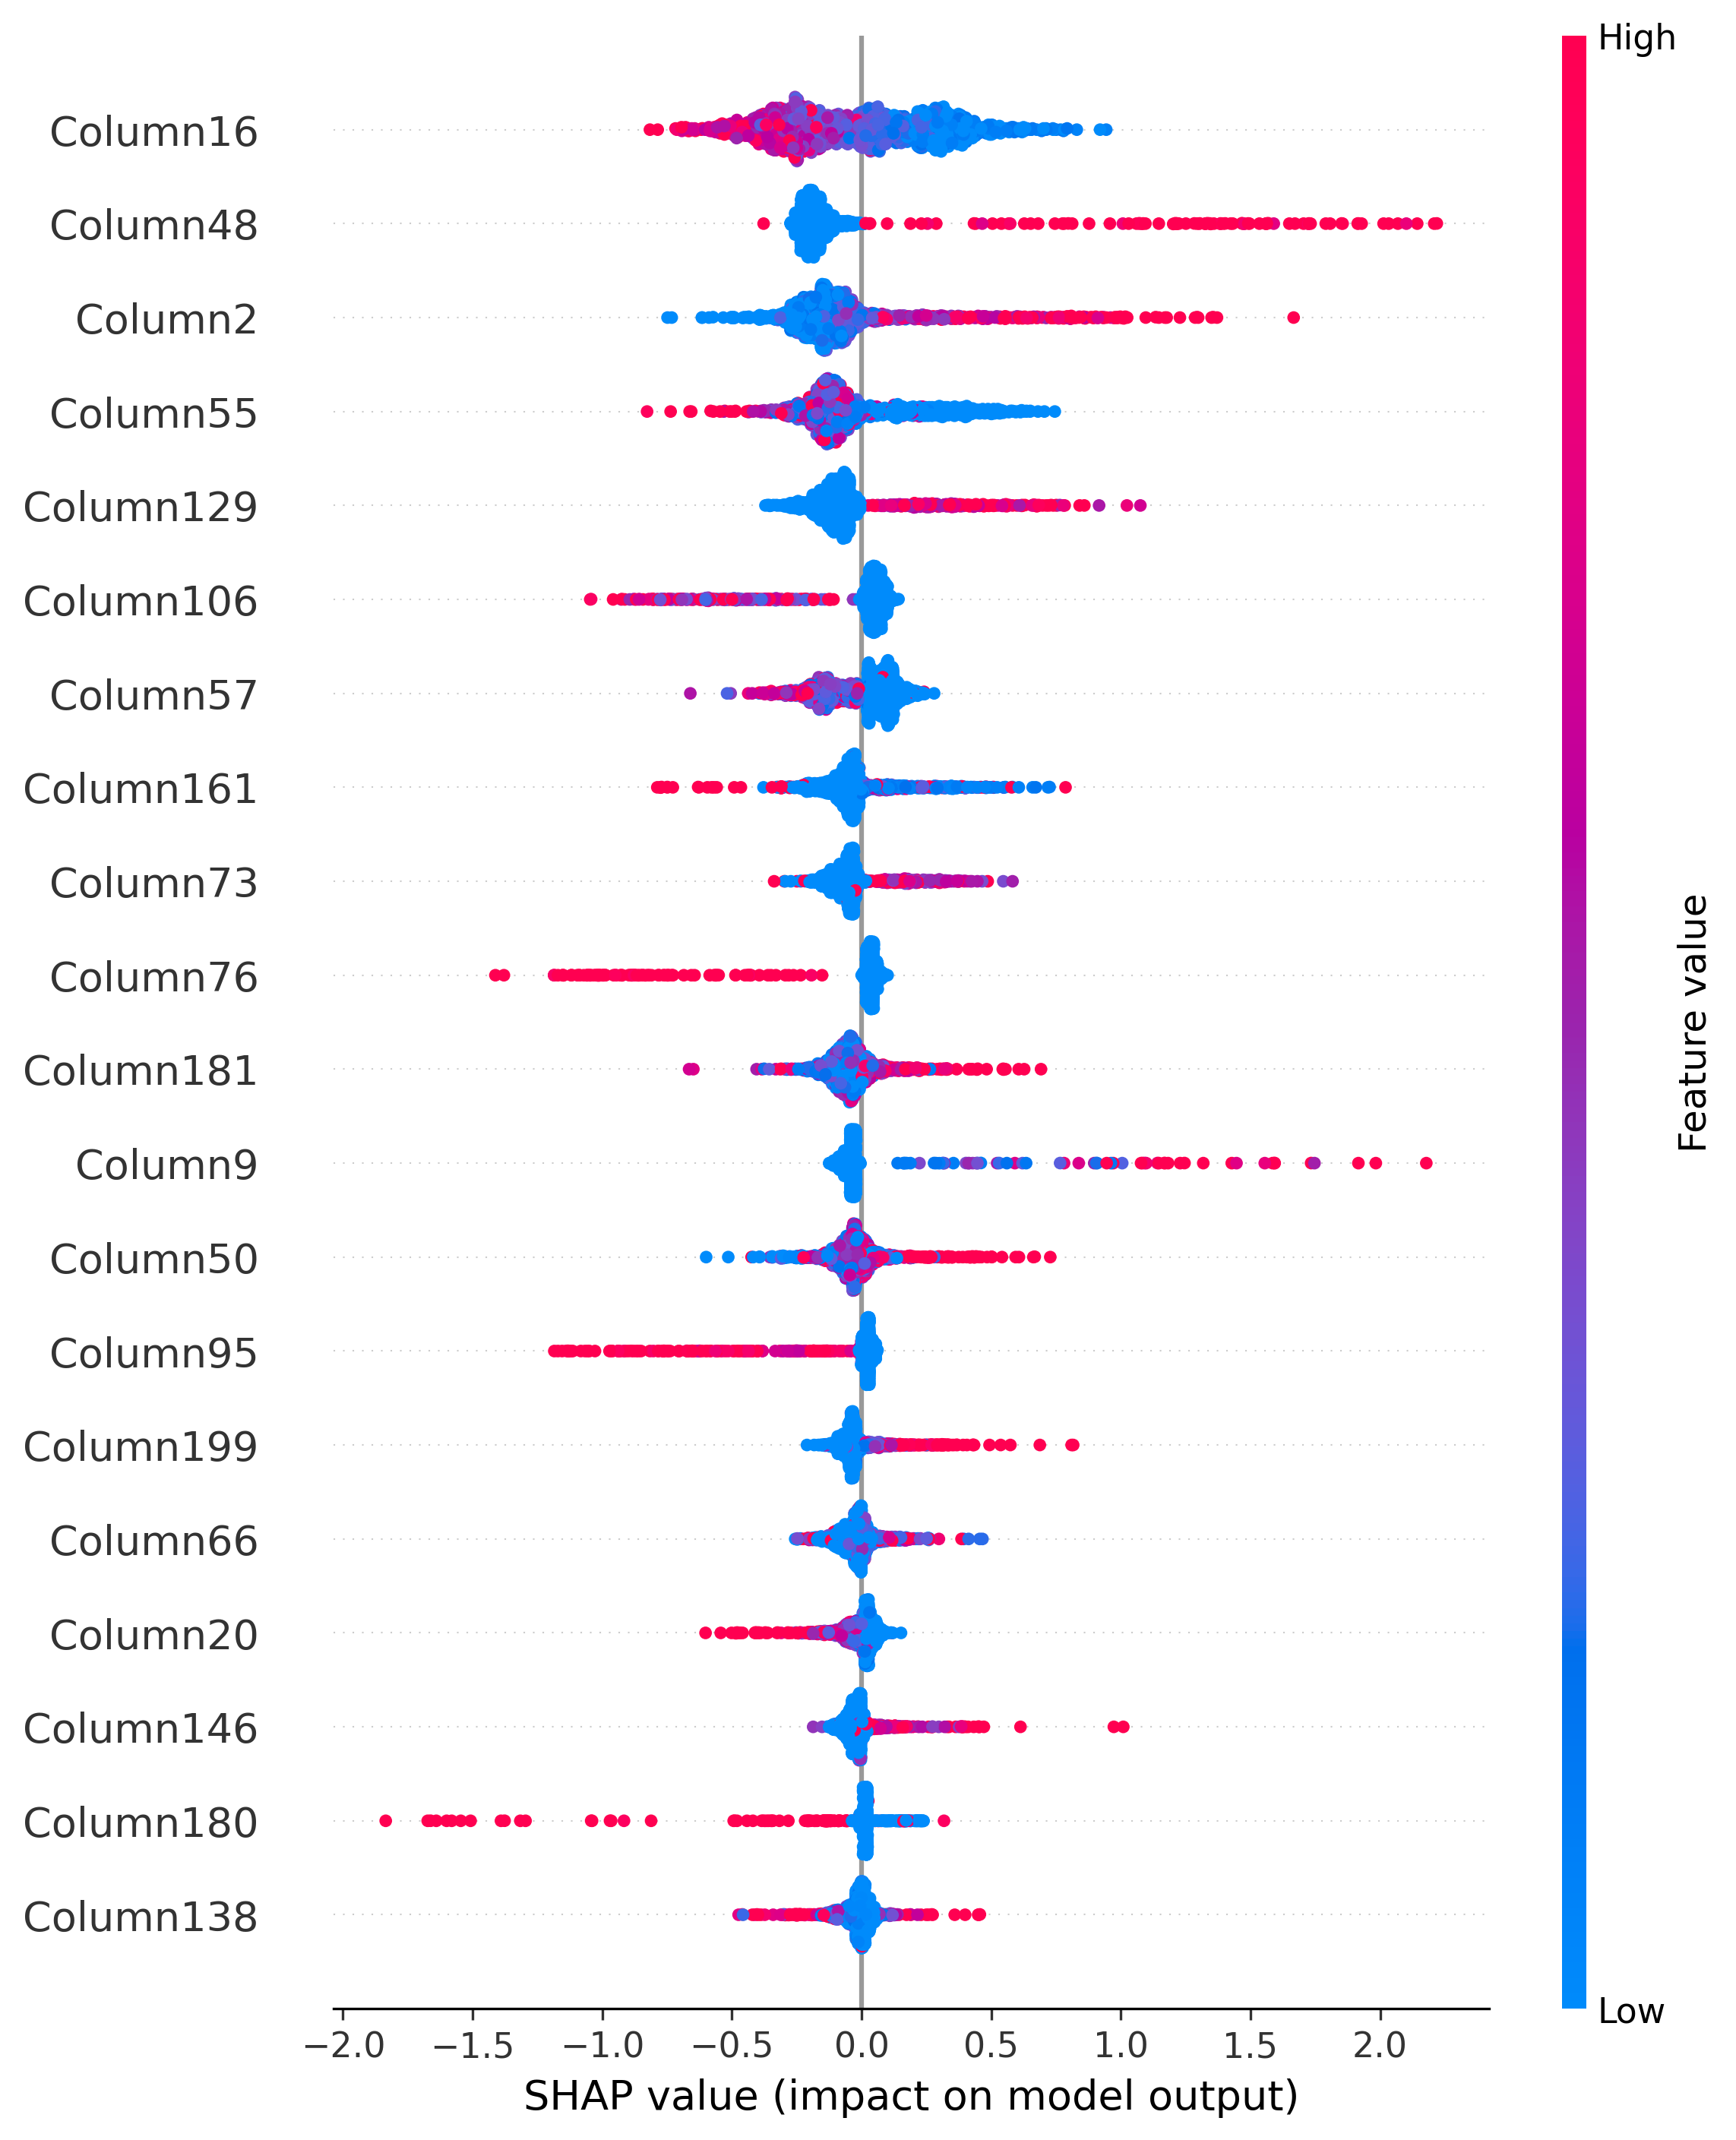 High
Column16
Column48
Column2
Column55
Column129
Column106
Column57
Column161
Column73
Column76
Column181
Column9
Column50
Column95
Column199
Column66
Column20
Column146
Column180
Column138
Feature value
Low
−2.0 −1.5 −1.0 −0.5 0.0 0.5 1.0 1.5 2.0
SHAP value (impact on model output)